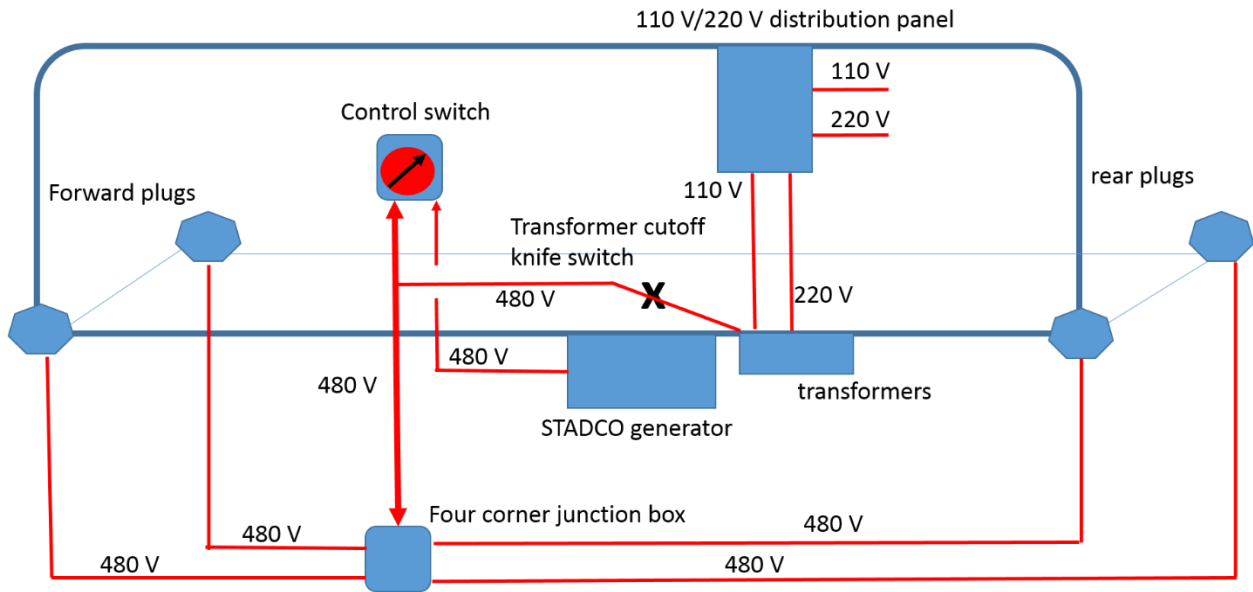 110 V/220 V distribution panel
110 V
220 V
Control switch
110 V
rear plugs
Forward plugs
Transformer cutoff
knife switch
480 V
220 V
X
480 V
480 V
transformers
STADCO generator
Four corner junction box
480 V
480 V
480 V
480 V